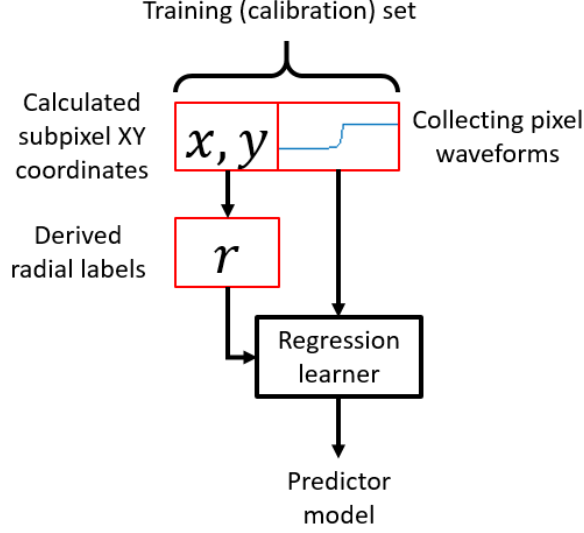 Training (calibration) set
Calculated
subpixel XY
coordinates
x, y
Collecting pixel
waveforms
Derived
radial labels
r
Regression
learner
Predictor
model